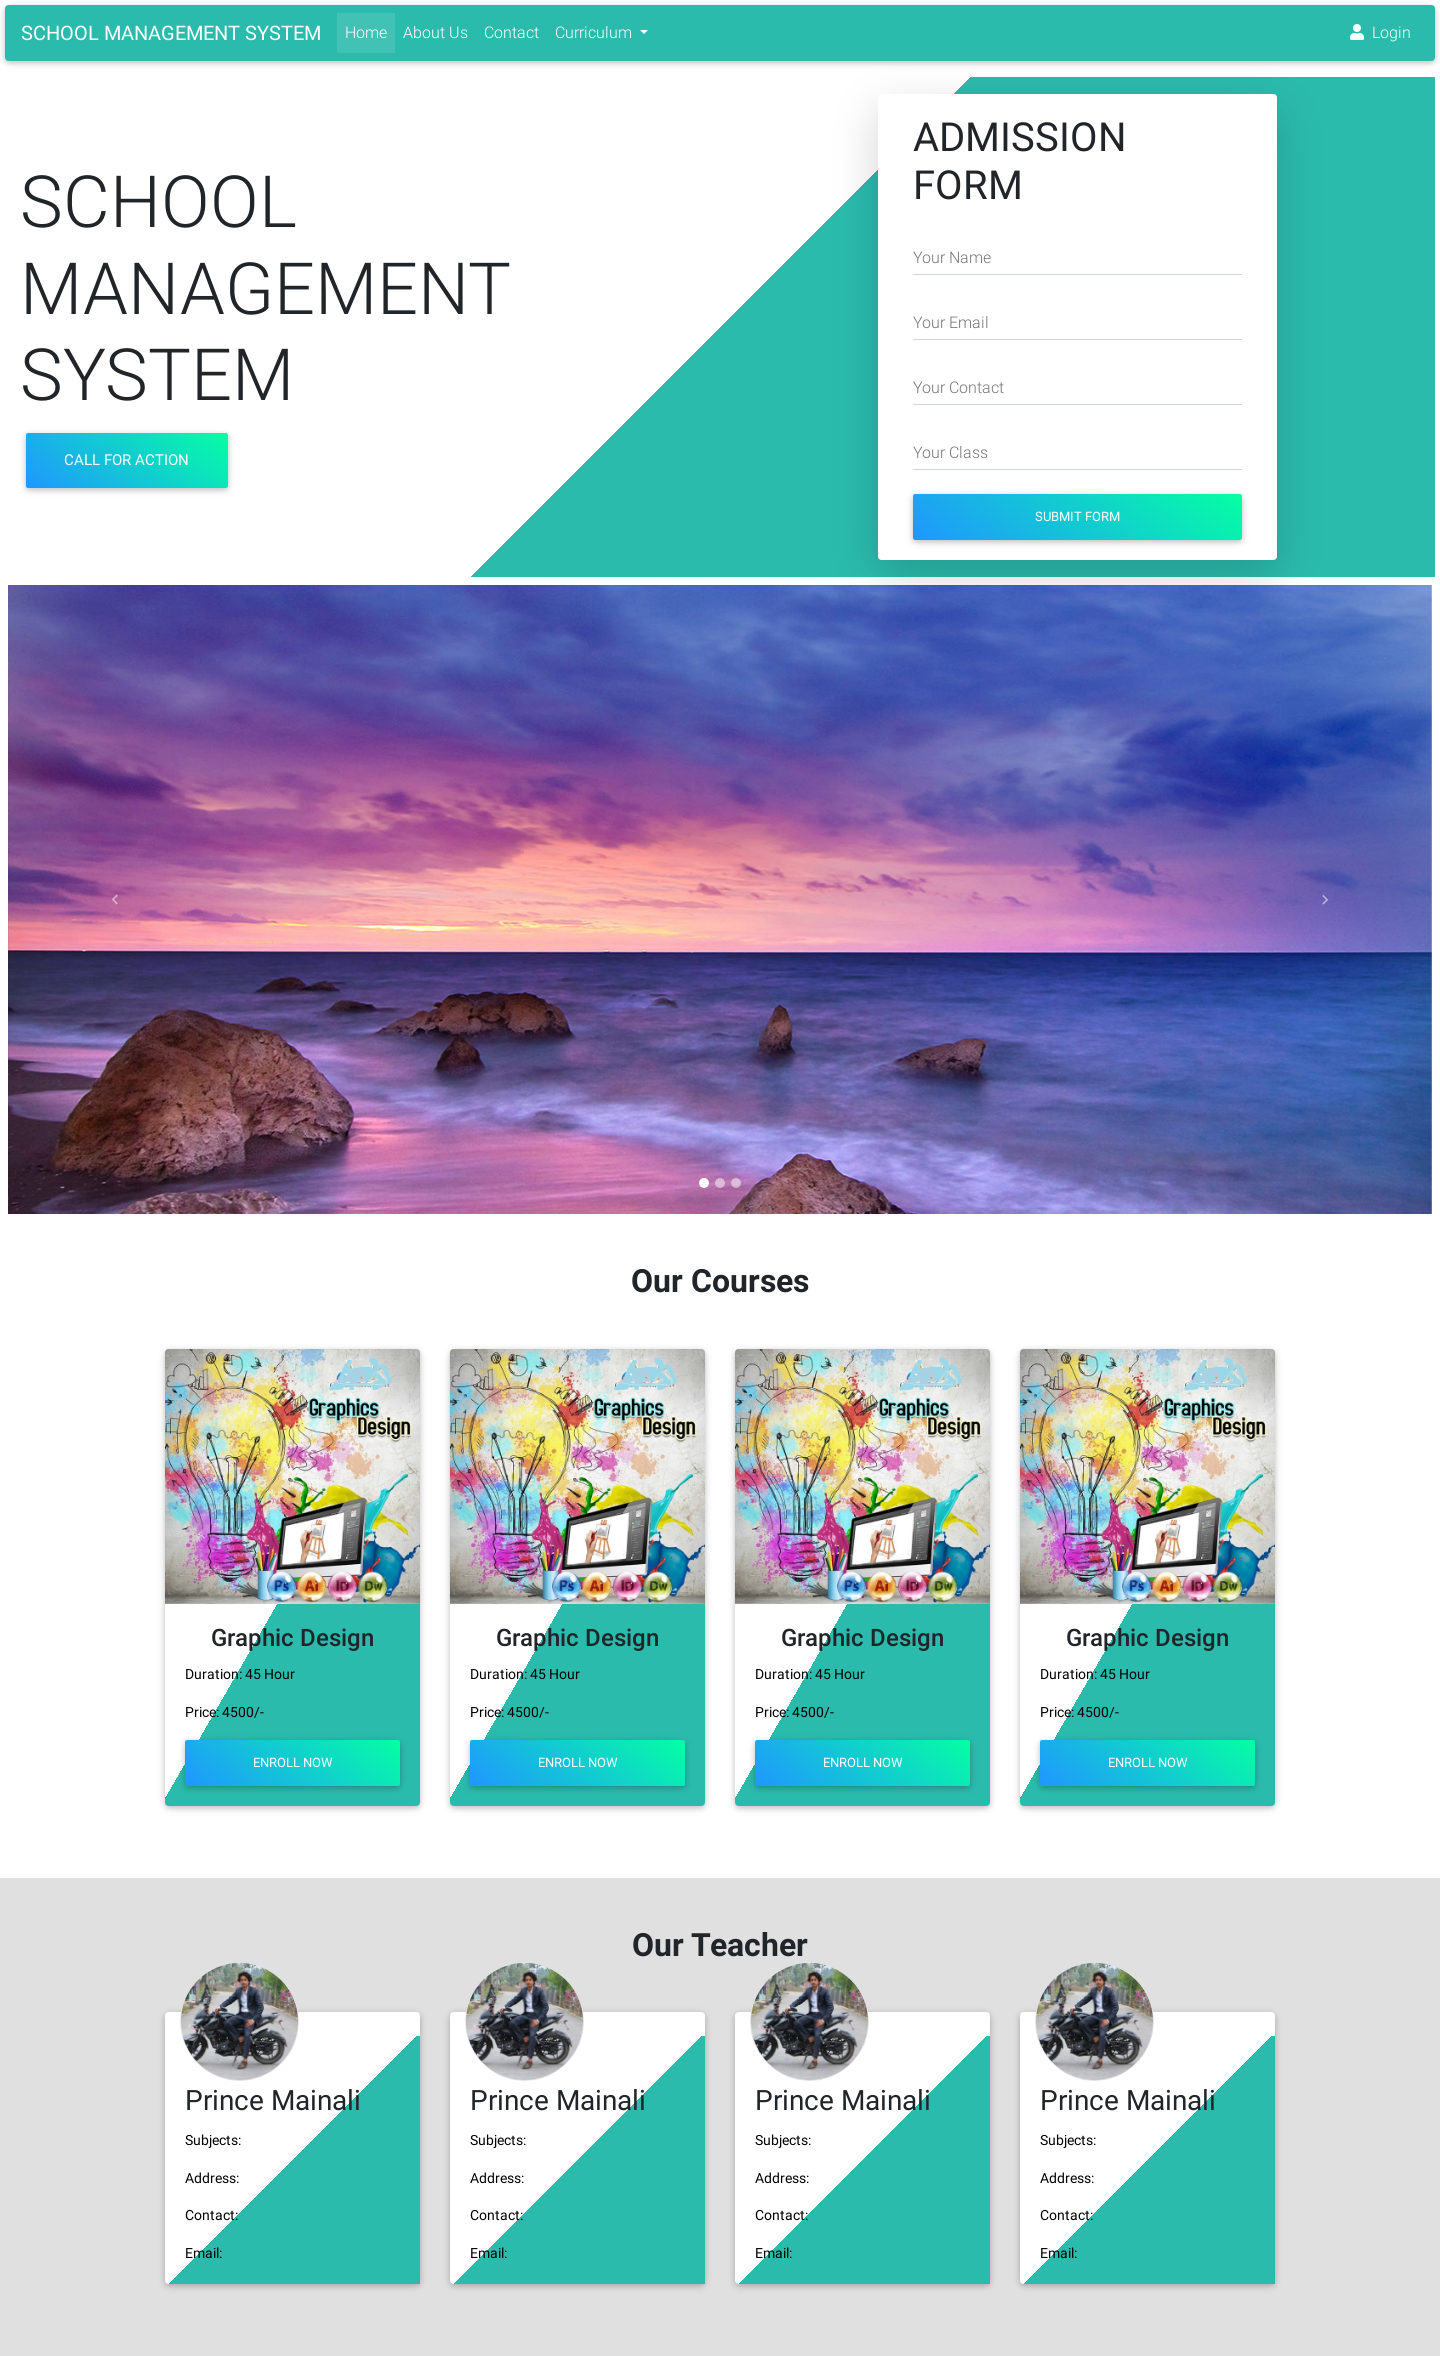 SCHOOL MANAGEMENT SYSTEM Home About Us Contact Curriculum Login
SCHOOL
MANAGEMENT
SYSTEM
CALL FOR ACTION
ADMISSION
FORM
Your Name
Your Email
Your Contact
Your Class
SUBMIT FORM
Our Courses
Graphics
Design
Ps Ai ID Dw
Graphic Design
Duration: 45 Hour
Price: 4500/-
ENROLL NOW
Graphics
Design
Ps Ai ID Dw
Graphic Design
Duration: 45 Hour
Price: 4500/-
ENROLL NOW
Graphics
Design
Ps Ai ID Dw
Graphic Design
Duration: 45 Hour
Price: 4500/-
ENROLL NOW
Graphics
Design
Ps Ai ID Dw
Graphic Design
Duration: 45 Hour
Price: 4500/-
ENROLL NOW
Our Teacher
Prince Mainali
Subjects:
Address:
Contact:
Email:
Prince Mainali
Subjects:
Address:
Contact:
Email:
Prince Mainali
Subjects:
Address:
Contact:
Email:
Prince Mainali
Subjects:
Address:
Contact:
Email: